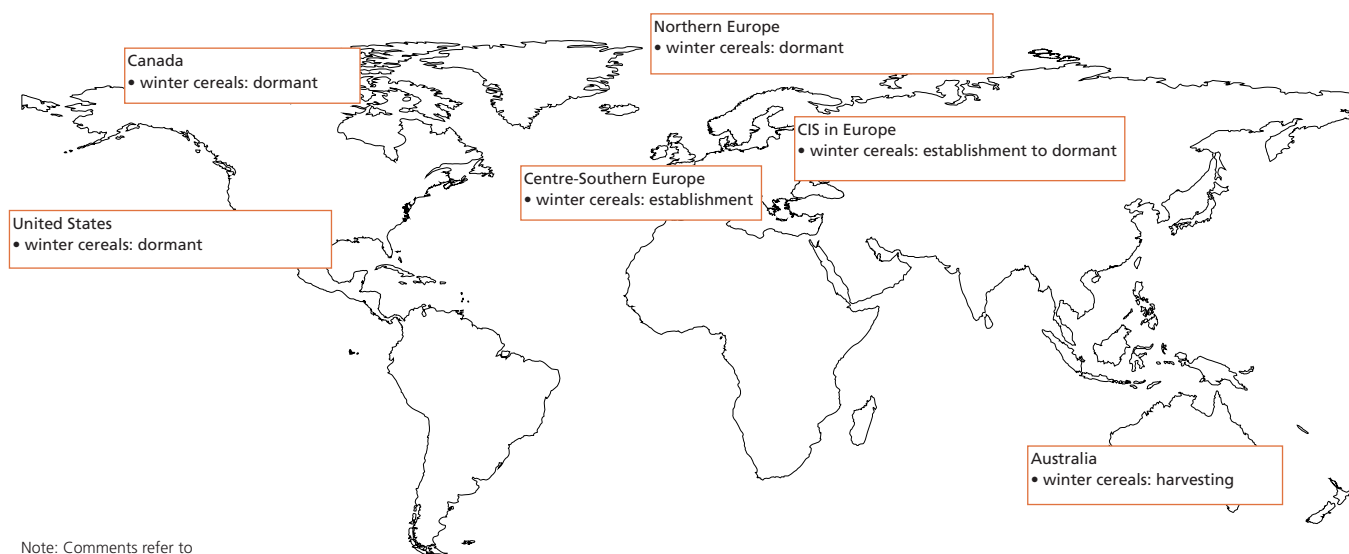 Northern Europe
• winter cereals: dormant
Canada
• winter cereals: dormant
CIS in Europe
• winter cereals: establishment to dormant
Centre-Southern Europe
• winter cereals: establishment
United States
• winter cereals: dormant
Australia
• winter cereals: harvesting
Note: Comments refer to